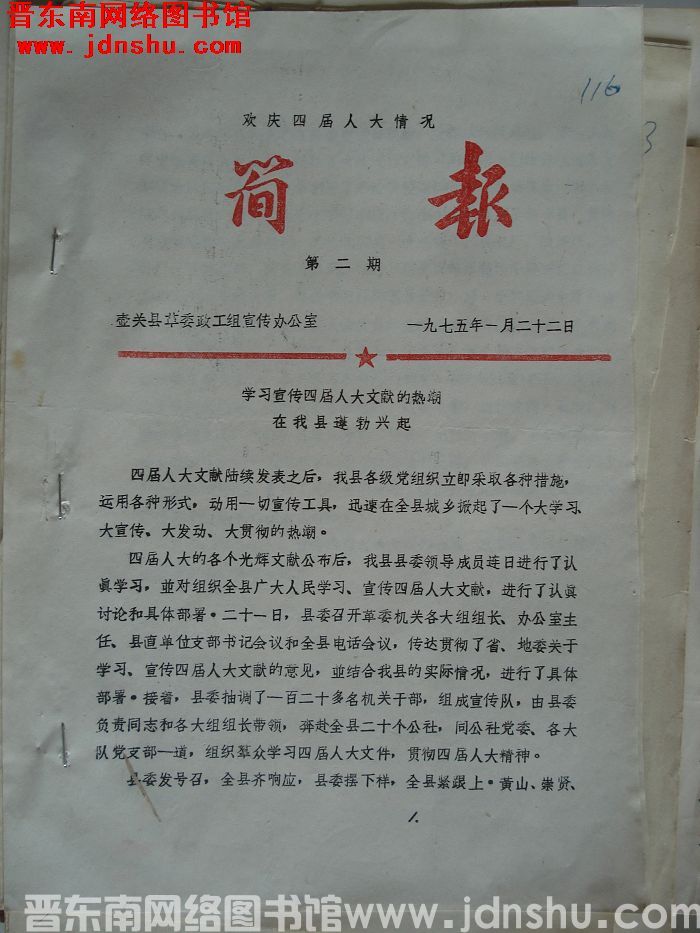 晋东南网络图书馆
www.jdnshu.com
116
3
欢庆四届人大情况
简报
第二期
壶关县革委政工组宣传办公室 一九七五年一月二十二日
学习宣传四届人大文献的热潮
在我县蓬勃兴起
四届人大文献陆续发表之后，我县各级党组织立即采取各种措施，
运用各种形式，动用一切宣传工具，迅速在全县城乡掀起了一个大学习、
大宣传、大发动、大贯彻的热潮。
四届人大的各个光辉文献公布后，我县县委领导成员连日进行了认
眞学习，並对组织全县广大人民学习、宣传四届人大文献，进行了认眞
讨论和具体部署·二十一日，县委召开革委机关各大组组长、办公室主
任、县直单位支部书记会议和全县电话会议，传达贯彻了省、地委关于
学习、宣传四届人大文献的意见，並结合我县的实际情况，进行了具体
部署·接着，县委抽调了一百二十多名机关干部，组成宣传队，由县委
负责同志和各大组组长带领，奔赴全县二十个公社，同公社党委、各大
队党支部一道，组织羣众学习四届人大文件，贯彻四届人大精神。
县委发号召，全县齐响应，县委摆下样，全县紧跟上·黄山、崇贤、
1.
晋东南网络图书馆www.jdnshu.com